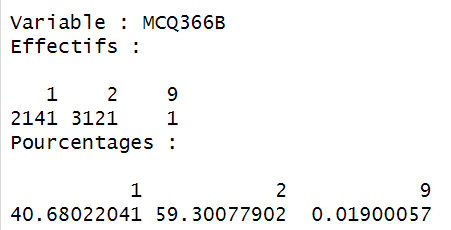 Variable : MCQ366B
Effectifs :
1 2 9
2141 3121 1
Pourcentages :
1 2 9
40.68022041 59.30077902 0.01900057